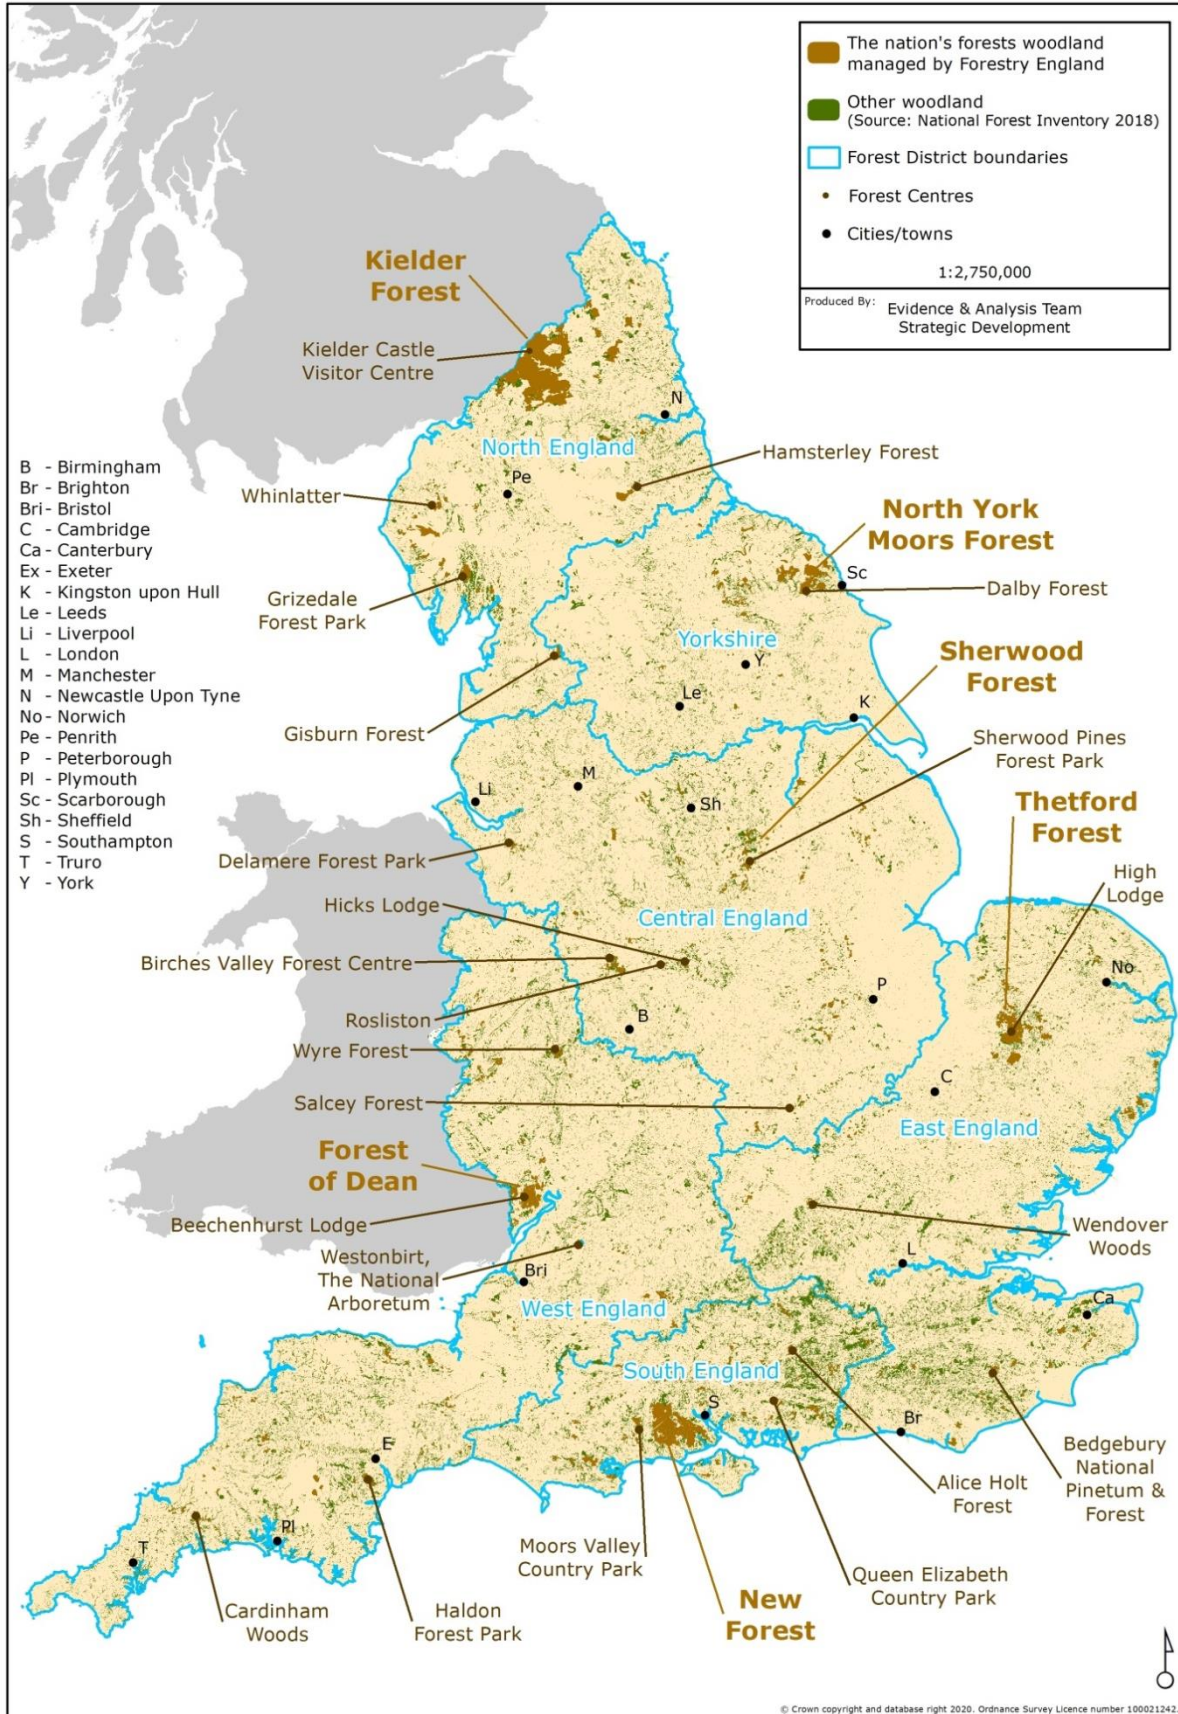 The nation's forests woodland
managed by Forestry England
Other woodland
(Source: National Forest Inventory 2018)
Forest District boundaries
Forest Centres
Cities/towns
1:2,750,000
Produced By: Evidence & Analysis Team
Strategic Development
Kielder
Forest
Kielder Castle
Visitor Centre
N
North England
Hamsterley Forest
B - Birmingham
Br - Brighton
Bri - Bristol
C - Cambridge
Ca - Canterbury
Ex - Exeter
K - Kingston upon Hull
Le - Leeds
Li - Liverpool
L - London
M - Manchester
N - Newcastle Upon Tyne
No - Norwich
Pe - Penrith
P - Peterborough
Pl - Plymouth
Sc - Scarborough
Sh - Sheffield
S - Southampton
T - Truro
Y - York
Whinlatter
Pe
North York
Moors Forest
Sc
Dalby Forest
Grizedale
Forest Park
Yorkshire
Y
Sherwood
Forest
Le
K
Gisburn Forest
Sherwood Pines
Forest Park
M
Li
Sh
Thetford
Forest
Delamere Forest Park
High
Lodge
Hicks Lodge
Central England
Birches Valley Forest Centre
No
Rosliston
P
B
Wyre Forest
C
Salcey Forest
East England
Forest
of Dean
Beechenhurst Lodge
Wendover
Woods
Westonbirt,
The National
Arboretum
L
Bri
West England
Ca
South England
S
Br
E
Bedgebury
National
Pinetum &
Forest
Alice Holt
Forest
Pl
Moors Valley
Country Park
T
Queen Elizabeth
Country Park
New
Forest
Cardinham
Woods
Haldon
Forest Park
© Crown copyright and database right 2020. Ordnance Survey Licence number 100021242.